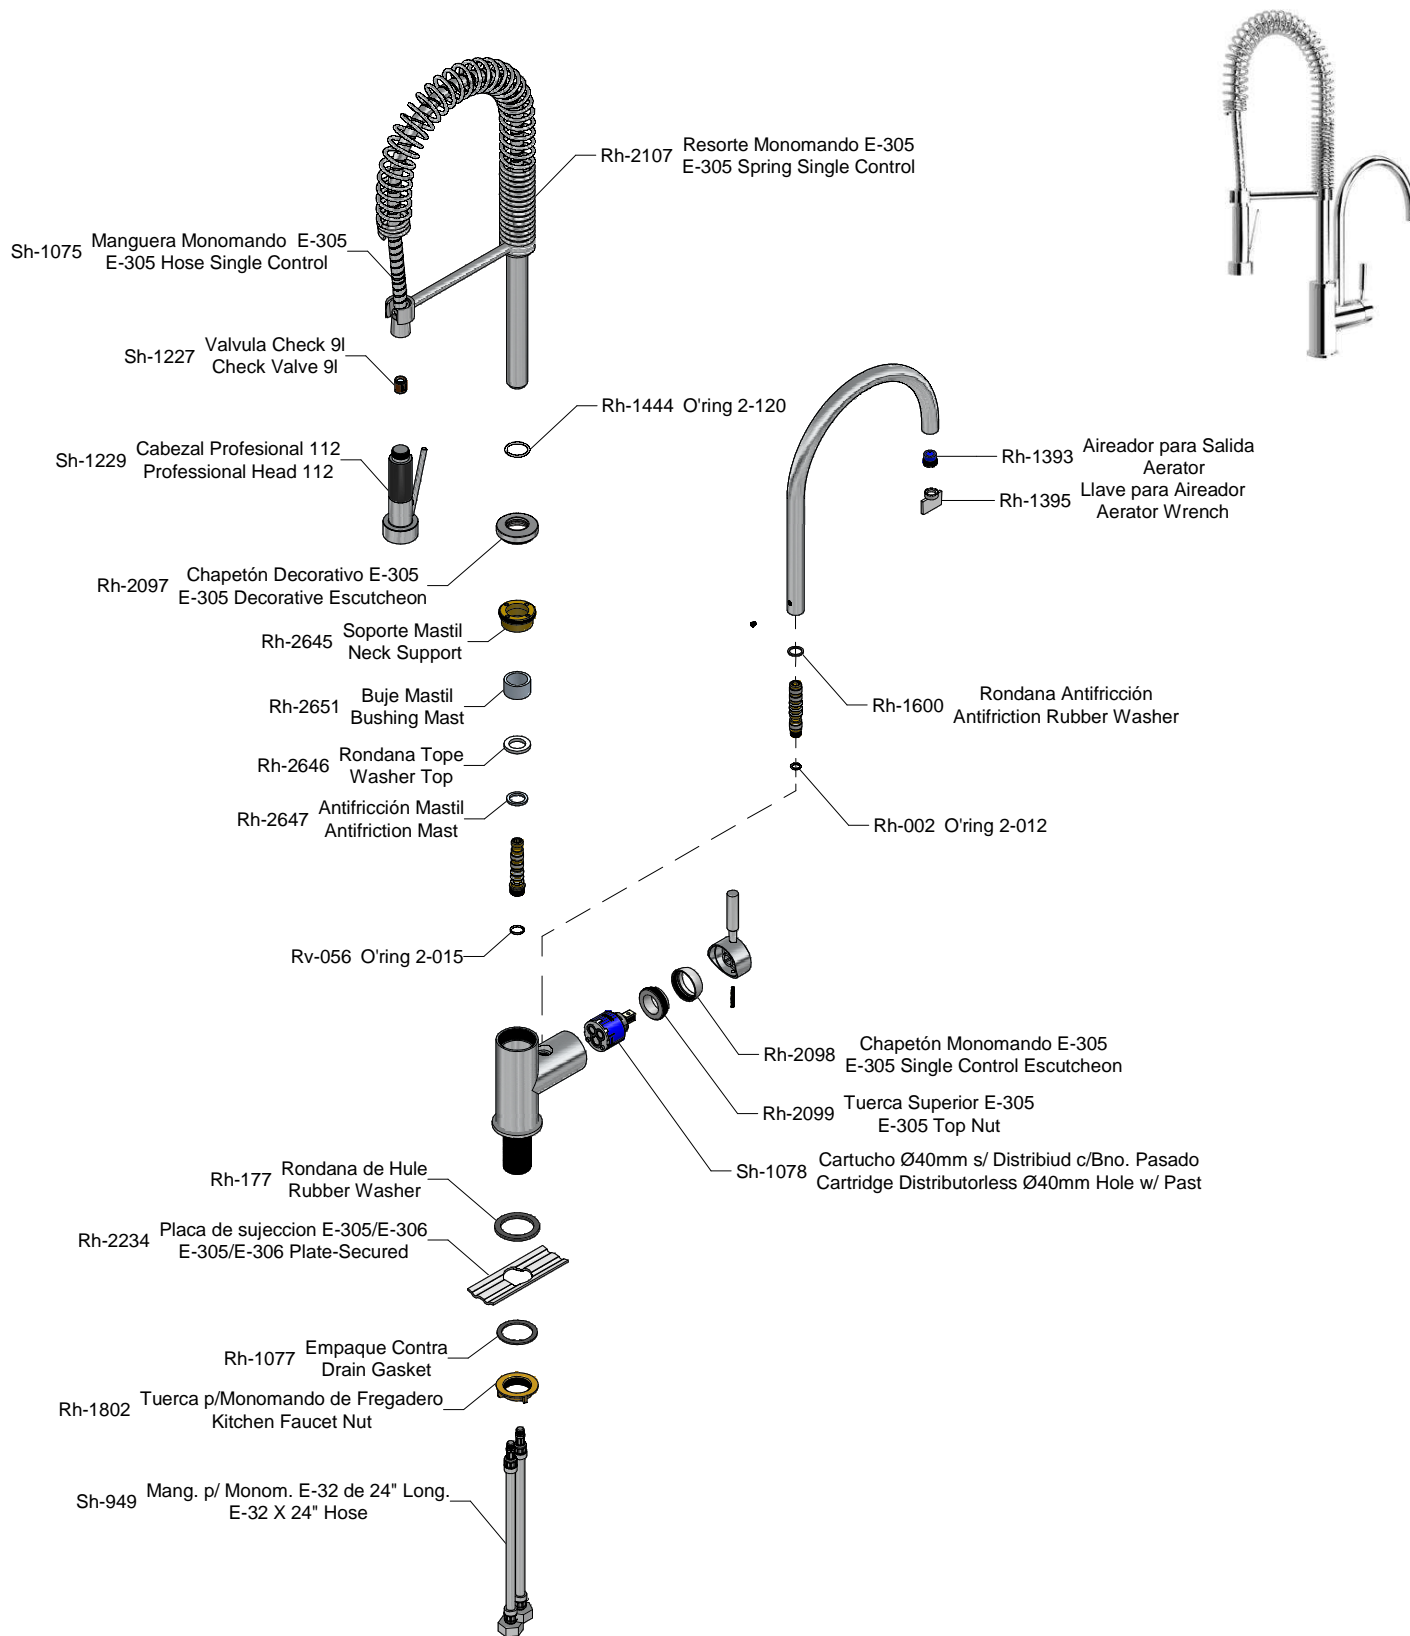 Rh-2107 Resorte Monomando E-305
E-305 Spring Single Control
Sh-1075 Manguera Monomando E-305
E-305 Hose Single Control
Sh-1227 Valvula Check 9l
Check Valve 9l
Rh-1444 O'ring 2-120
Sh-1229 Cabezal Profesional 112
Professional Head 112
Rh-1393 Aireador para Salida
Aerator
Rh-1395 Llave para Aireador
Aerator Wrench
Rh-2097 Chapetón Decorativo E-305
E-305 Decorative Escutcheon
Rh-2645 Soporte Mastil
Neck Support
Rh-2651 Buje Mastil
Bushing Mast
Rh-1600 Rondana Antifricción
Antifriction Rubber Washer
Rh-2646 Rondana Tope
Washer Top
Rh-2647 Antifricción Mastil
Antifriction Mast
Rh-002 O'ring 2-012
Rv-056 O'ring 2-015
Rh-2098 Chapetón Monomando E-305
E-305 Single Control Escutcheon
Rh-2099 Tuerca Superior E-305
E-305 Top Nut
Sh-1078 Cartucho Ø40mm s/ Distribiud c/Bno. Pasado
Cartridge Distributorless Ø40mm Hole w/ Past
Rh-177 Rondana de Hule
Rubber Washer
Rh-2234 Placa de sujeccion E-305/E-306
E-305/E-306 Plate-Secured
Rh-1077 Empaque Contra
Drain Gasket
Rh-1802 Tuerca p/Monomando de Fregadero
Kitchen Faucet Nut
Sh-949 Mang. p/ Monom. E-32 de 24" Long.
E-32 X 24" Hose